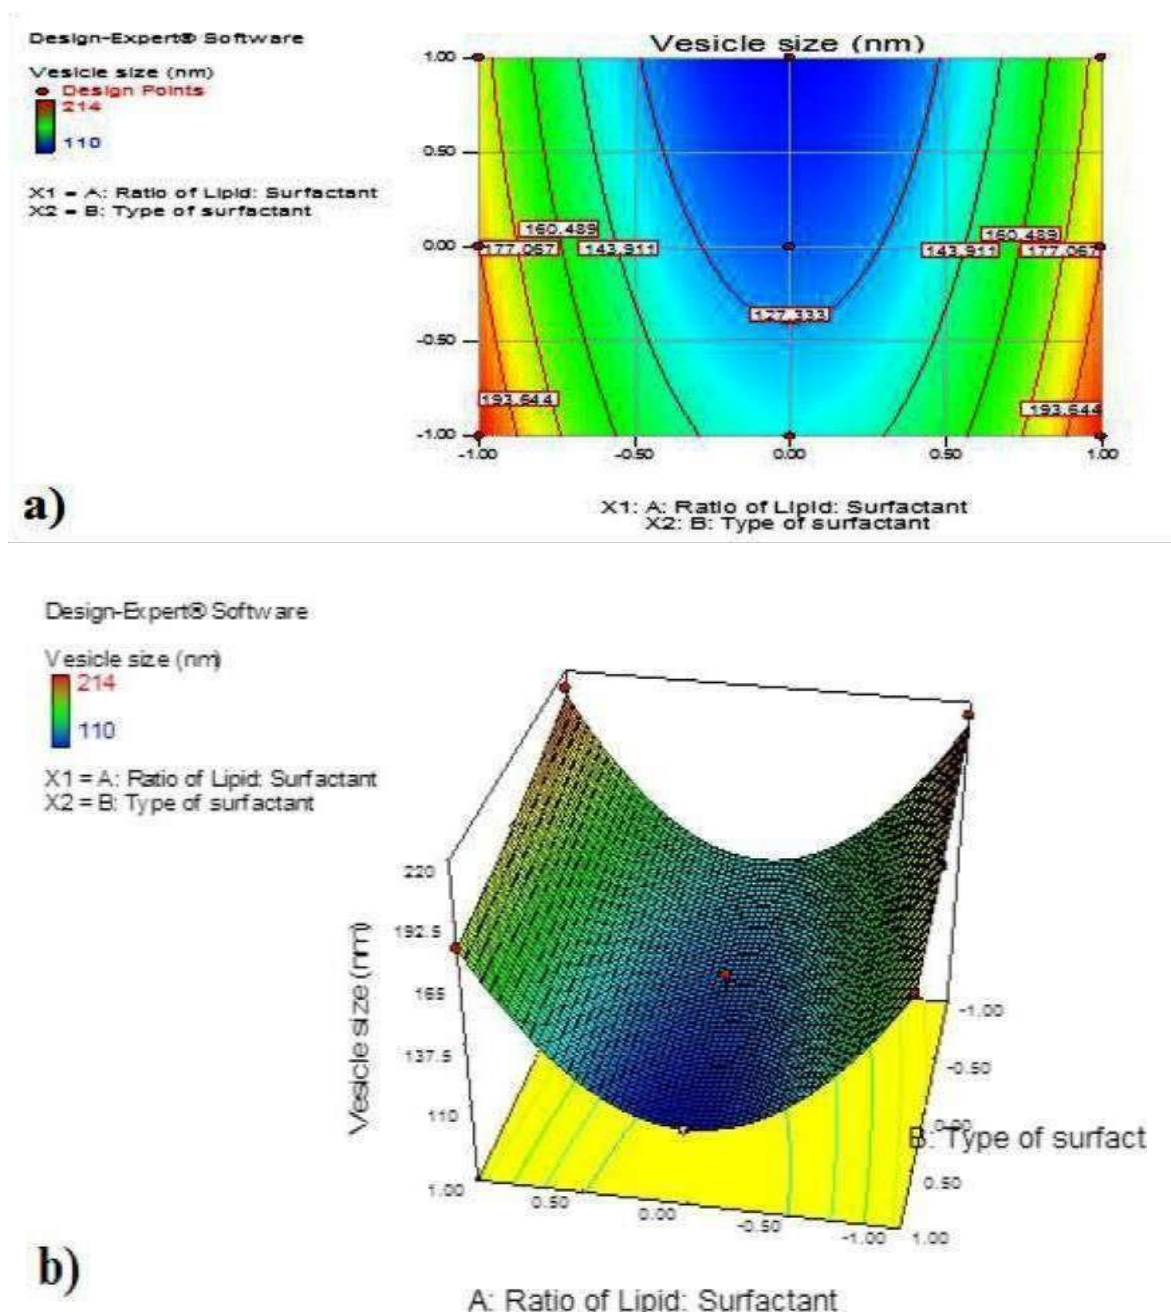 Design-Expert® Software
Vesicle size (nm)
Design Points
214
110
X1 = A: Ratio of Lipid: Surfactant
X2 = B: Type of surfactant
Vesicle size (nm)
1.00
0.50
0.00
-0.50
-1.00
160.489
177.067
143.911
127.333
193.644
160.489
143.911
177.067
193.644
-1.00
-0.50
0.00
0.50
1.00
X1: A: Ratio of Lipid: Surfactant
X2: B: Type of surfactant
a)
Design-Expert® Software
Vesicle size (nm)
214
110
X1 = A: Ratio of Lipid: Surfactant
X2 = B: Type of surfactant
220
192.5
165
137.5
110
Vesicle size (nm)
-1.00
-0.50
0.00
0.50
1.00
B: Type of surfact
1.00
0.50
0.00
-0.50
-1.00
A: Ratio of Lipid: Surfactant
b)